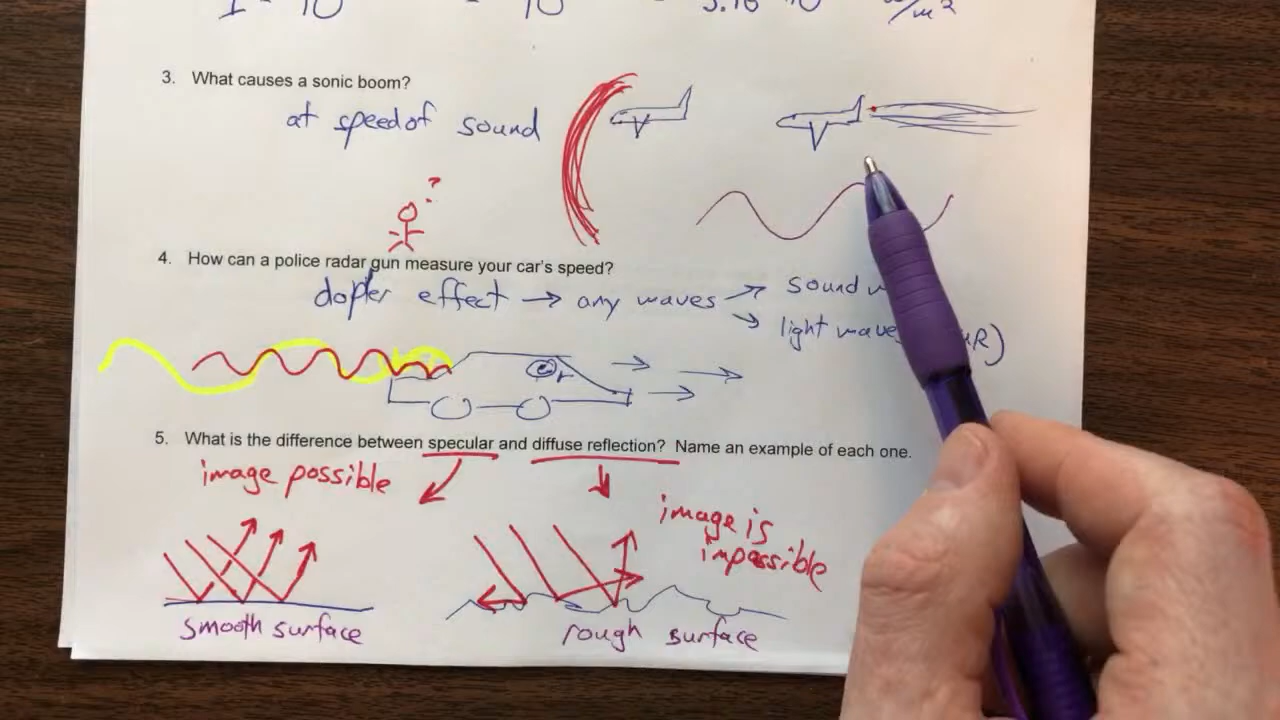 3. What causes a sonic boom?
at speed of sound
?
4. How can a police radar gun measure your car's speed?
dopler effect → any waves → sound
→ light wave R)
5. What is the difference between specular and diffuse reflection? Name an example of each one.
image possible
image is
impossible
smooth surface
rough surface